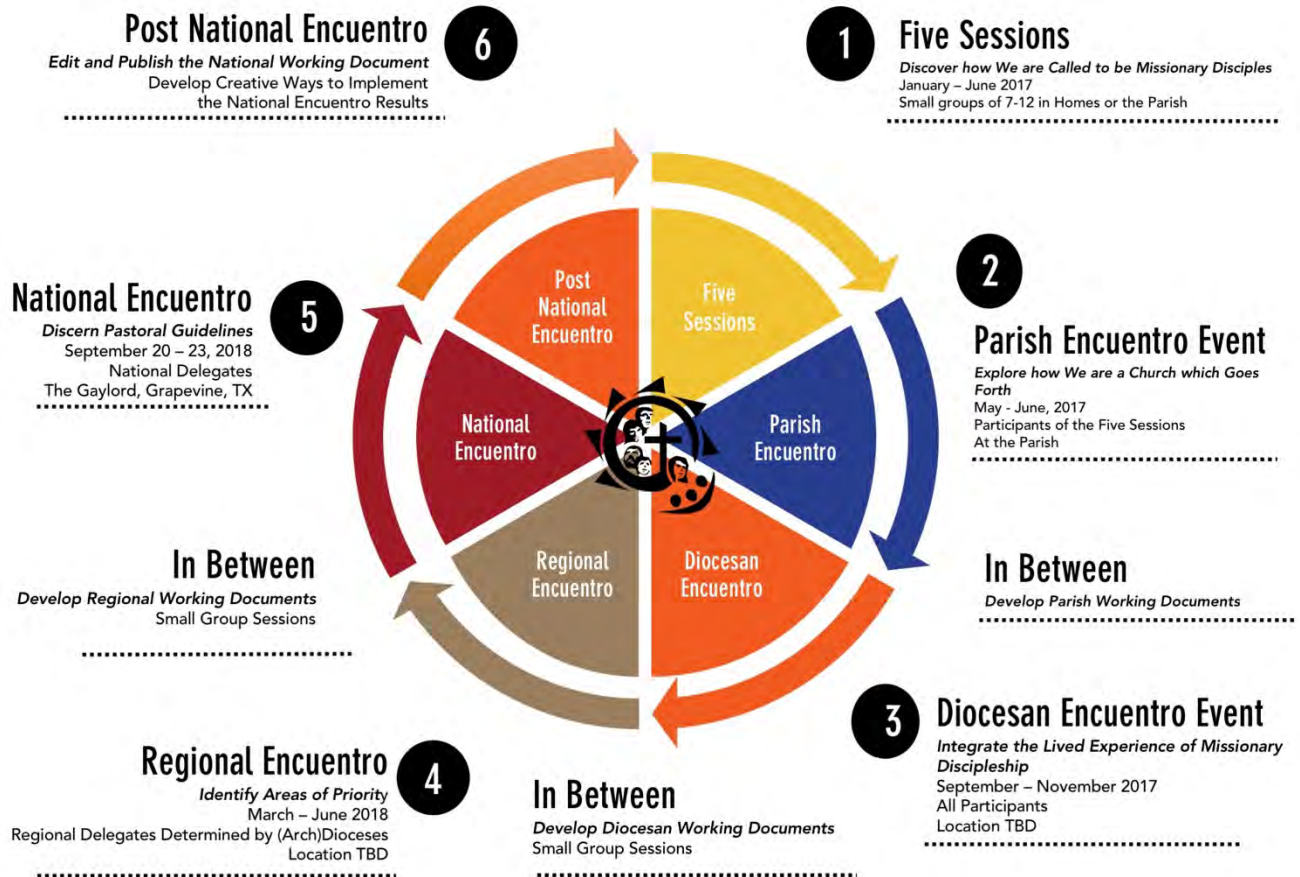 1
Five Sessions
Discover how We are Called to be Missionary Disciples
January – June 2017
Small groups of 7-12 in Homes or the Parish
2
Parish Encuentro Event
Explore how We are a Church which Goes
Forth
May - June, 2017
Participants of the Five Sessions
At the Parish
In Between
Develop Parish Working Documents
3
Diocesan Encuentro Event
Integrate the Lived Experience of Missionary
Discipleship
September – November 2017
All Participants
Location TBD
In Between
Develop Diocesan Working Documents
Small Group Sessions
4
Regional Encuentro
Identify Areas of Priority
March – June 2018
Regional Delegates Determined by (Arch)Dioceses
Location TBD
In Between
Develop Regional Working Documents
Small Group Sessions
5
National Encuentro
Discern Pastoral Guidelines
September 20 – 23, 2018
National Delegates
The Gaylord, Grapevine, TX
6
Post National Encuentro
Edit and Publish the National Working Document
Develop Creative Ways to Implement
the National Encuentro Results
Five
Sessions
Parish
Encuentro
Diocesan
Encuentro
Regional
Encuentro
National
Encuentro
Post
National
Encuentro